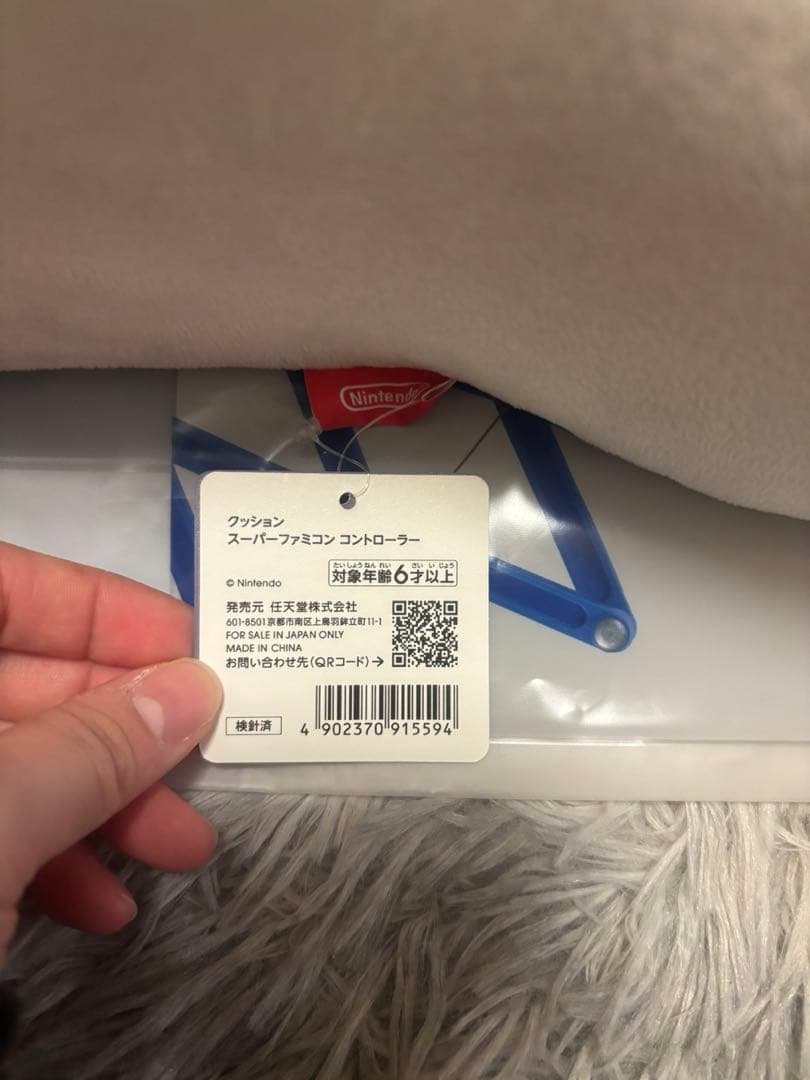 Nintendo
クッション
スーパーファミコン コントローラー
© Nintendo
たいしょうねんれい さい いじょう
対象年齢6才以上
発売元 任天堂株式会社
601-8501京都市南区上鳥羽鉾立町11-1
FOR SALE IN JAPAN ONLY
MADE IN CHINA
お問い合わせ先(QRコード)→
検針済
4 902370 915594